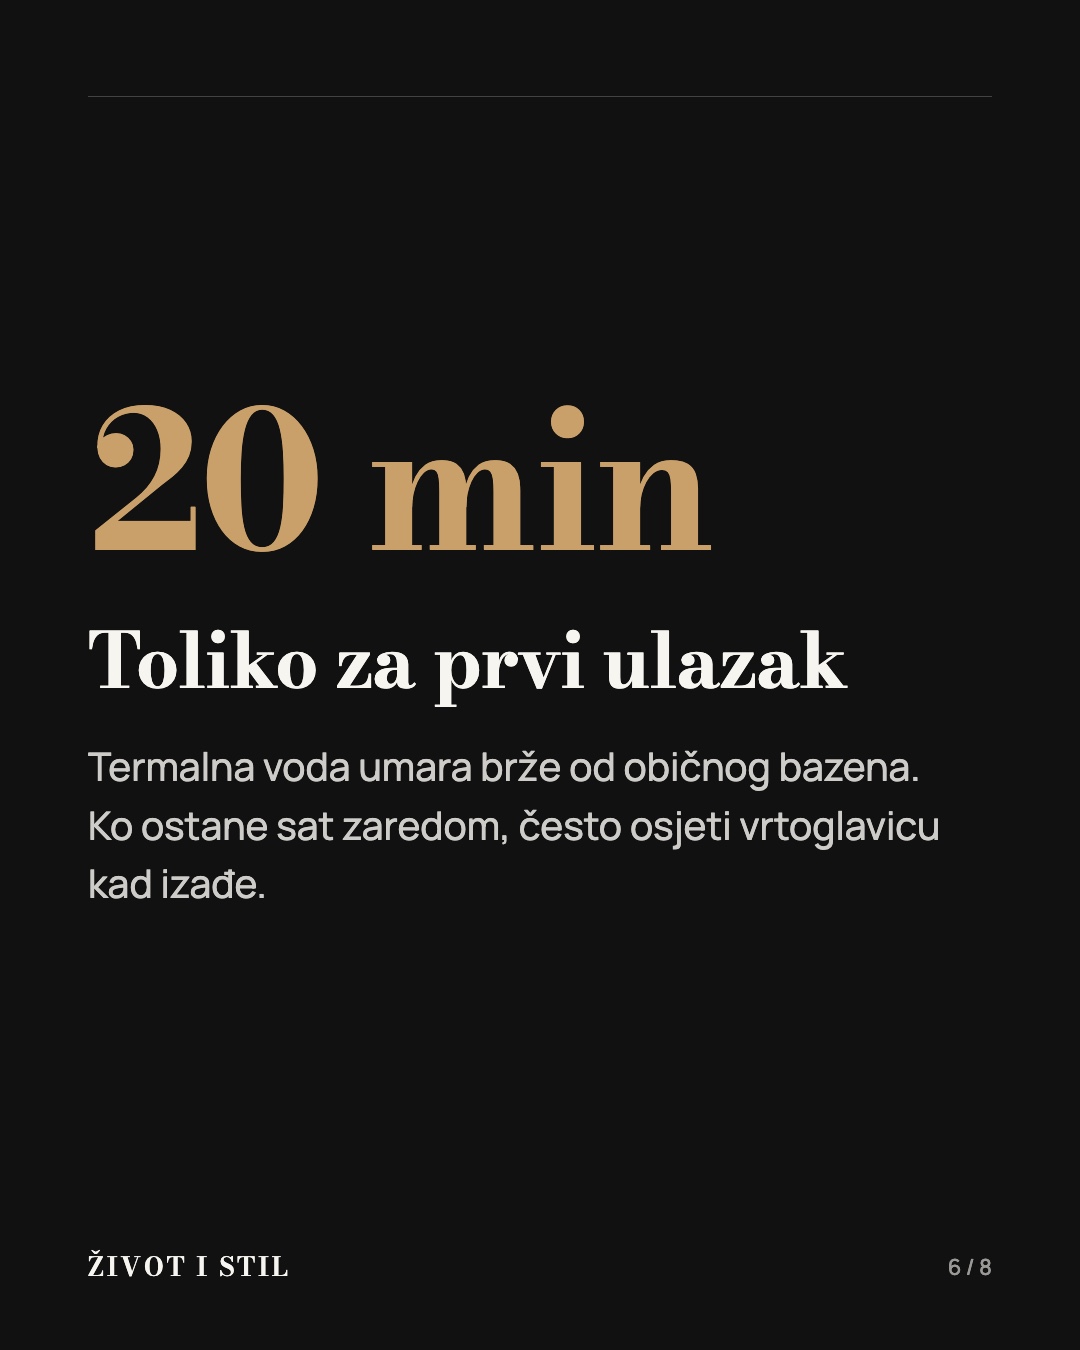 20 min
Toliko za prvi ulazak
Termalna voda umara brže od običnog bazena.
Ko ostane sat zaredom, često osjeti vrtoglavicu
kad izađe.
ŽIVOT I STIL
6 / 8